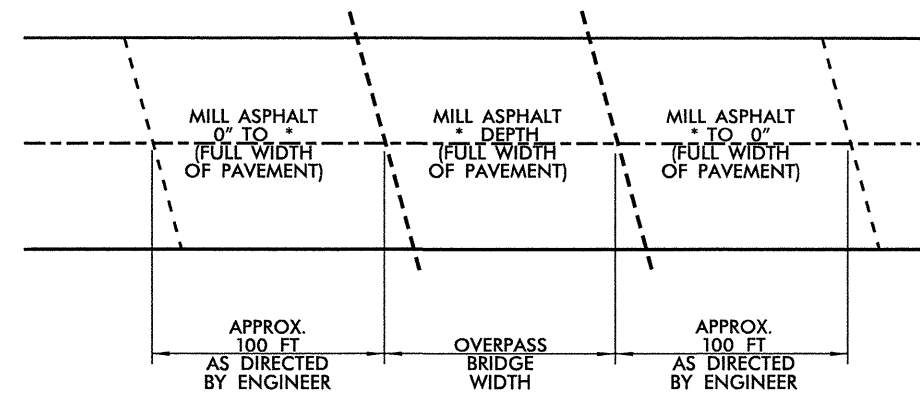 MILL ASPHALT
0" TO *
(FULL WIDTH
OF PAVEMENT)
MILL ASPHALT
* DEPTH
(FULL WIDTH
OF PAVEMENT)
MILL ASPHALT
* TO 0"
(FULL WIDTH
OF PAVEMENT)
APPROX.
100 FT
AS DIRECTED
BY ENGINEER
OVERPASS
BRIDGE
WIDTH
APPROX.
100 FT
AS DIRECTED
BY ENGINEER